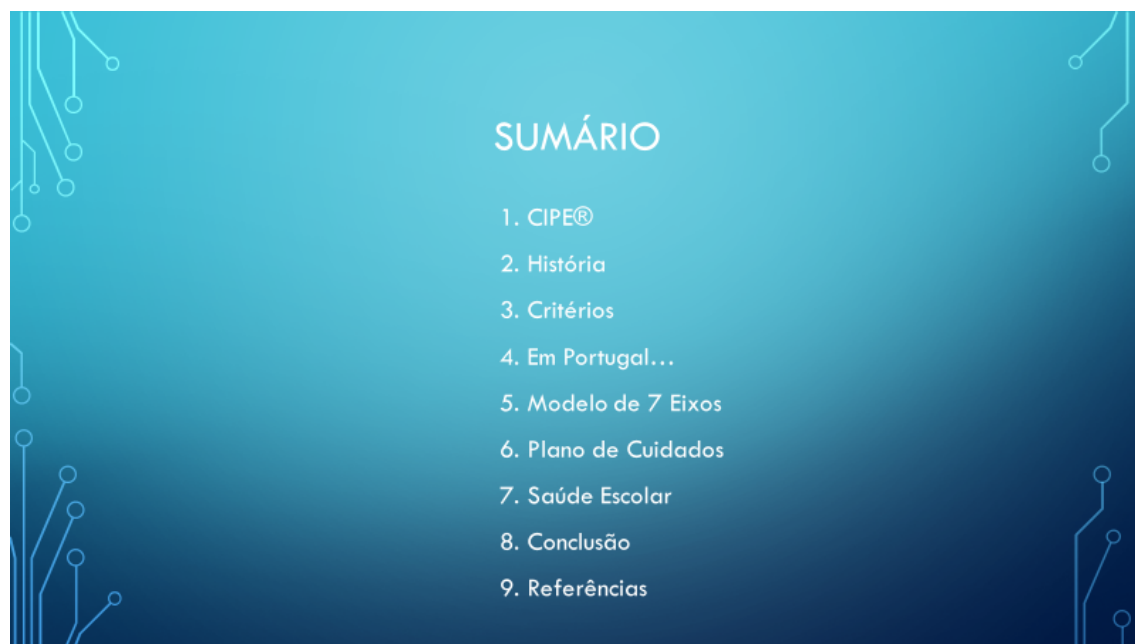 SUMÁRIO
1. CIPE®
2. História
3. Critérios
4. Em Portugal…
5. Modelo de 7 Eixos
6. Plano de Cuidados
7. Saúde Escolar
8. Conclusão
9. Referências